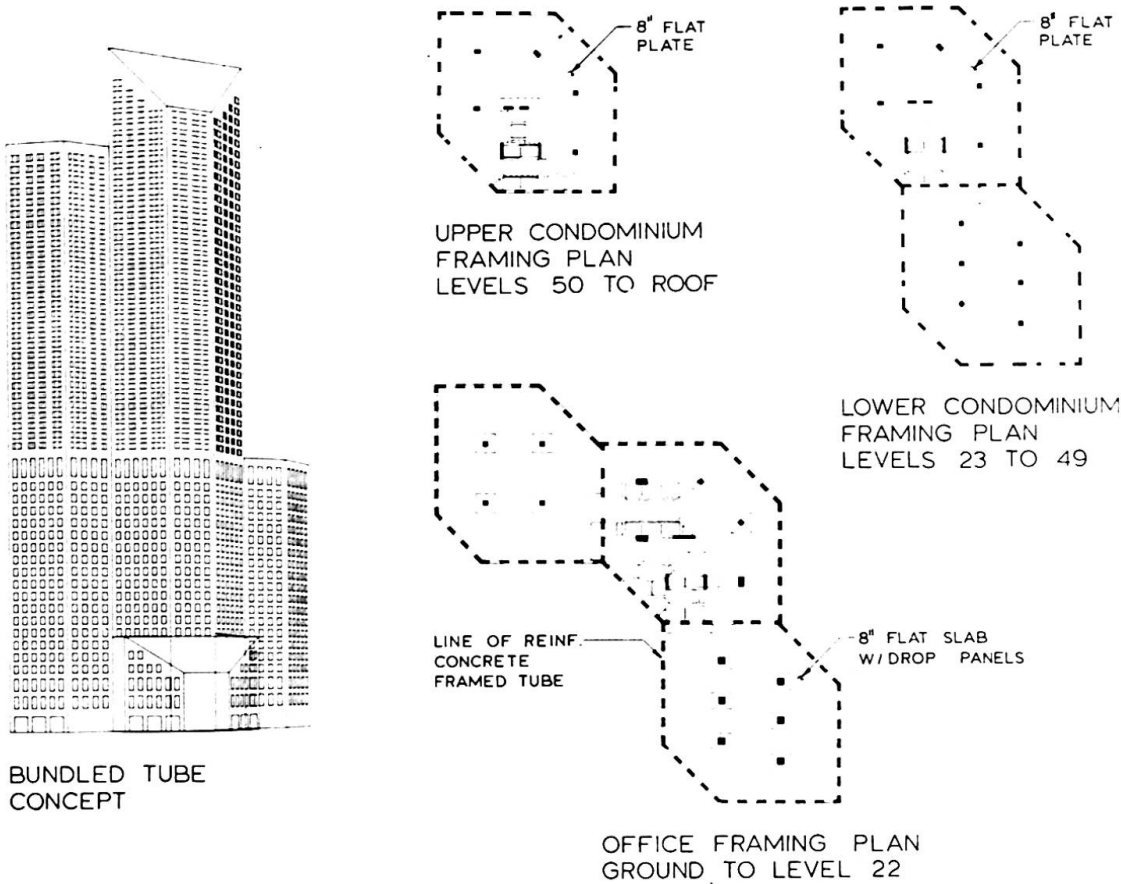 8" FLAT
PLATE
UPPER CONDOMINIUM
FRAMING PLAN
LEVELS 50 TO ROOF
8" FLAT
PLATE
LOWER CONDOMINIUM
FRAMING PLAN
LEVELS 23 TO 49
BUNDLED TUBE
CONCEPT
LINE OF REINF.
CONCRETE
FRAMED TUBE
8" FLAT SLAB
W/DROP PANELS
OFFICE FRAMING PLAN
GROUND TO LEVEL 22